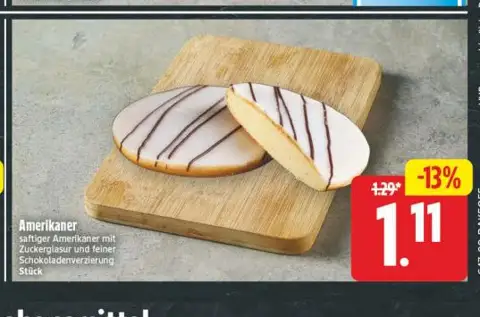 Amerikaner
saftiger Amerikaner mit
Zuckerglasur und feiner
Schokoladenverzierung
Stück
-13%
1.29*
1.11